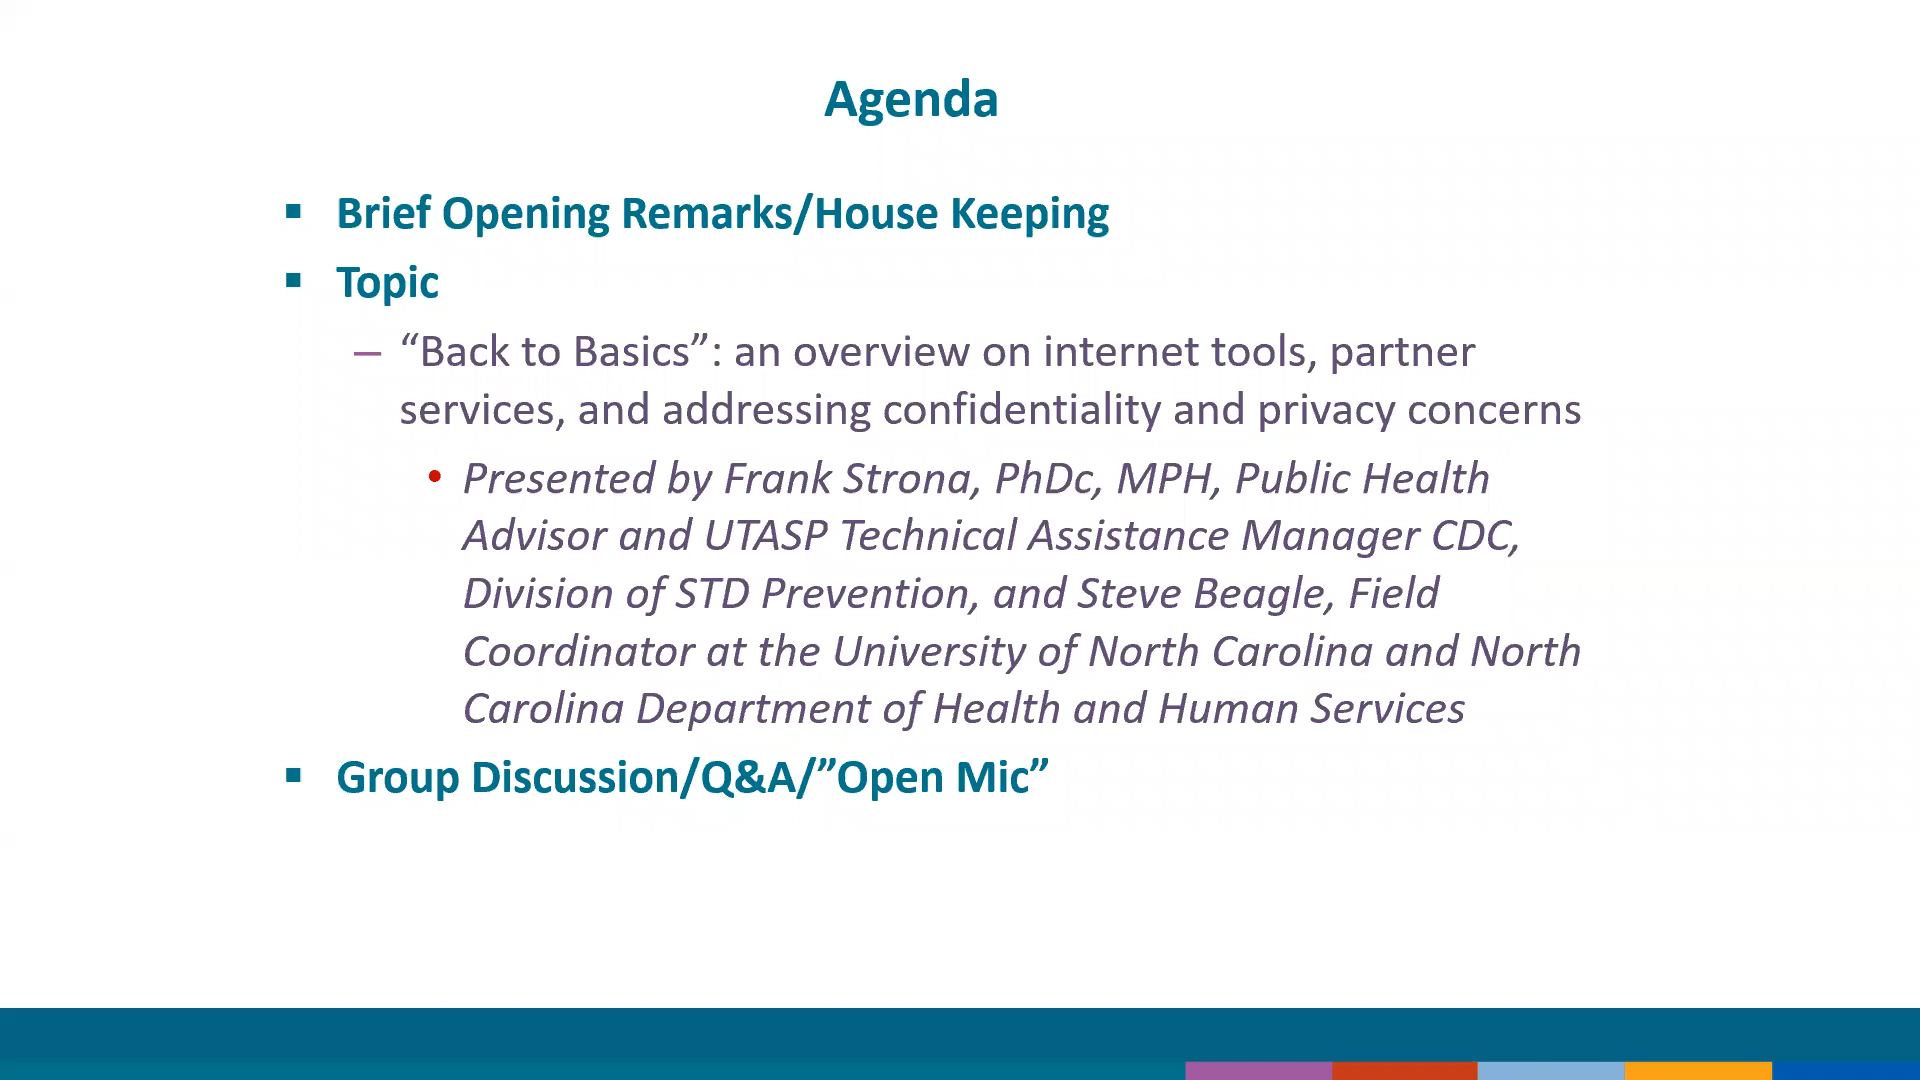 Agenda
▪ Brief Opening Remarks/House Keeping
▪ Topic
– “Back to Basics”: an overview on internet tools, partner
services, and addressing confidentiality and privacy concerns
• Presented by Frank Strona, PhDc, MPH, Public Health
Advisor and UTASP Technical Assistance Manager CDC,
Division of STD Prevention, and Steve Beagle, Field
Coordinator at the University of North Carolina and North
Carolina Department of Health and Human Services
▪ Group Discussion/Q&A/”Open Mic”